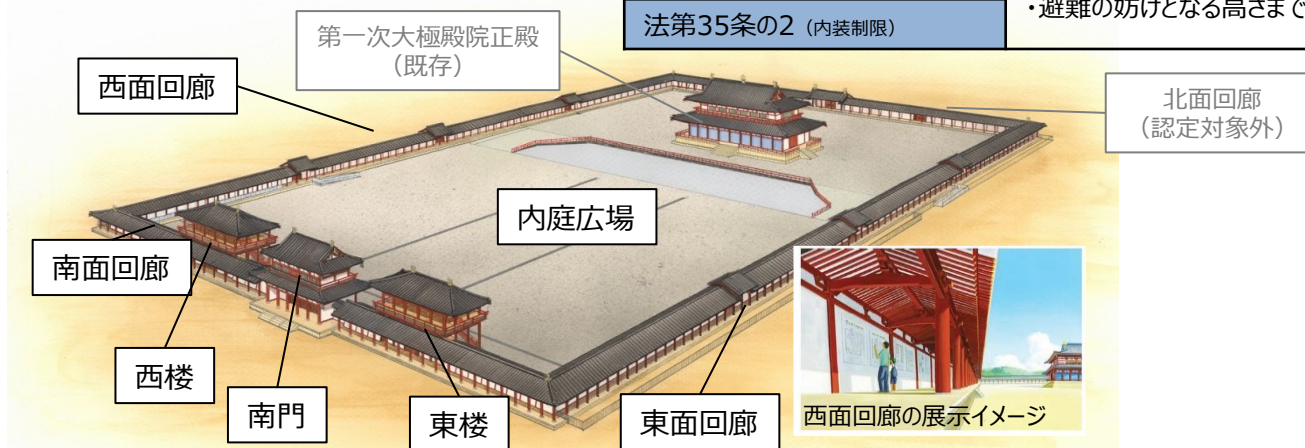 法第35条の2（内装制限）
・避難の妨げとなる高さまで
第一次大極殿院正殿
（既存）
西面回廊
北面回廊
（認定対象外）
内庭広場
南面回廊
西楼
南門
東楼
東面回廊
西面回廊の展示イメージ